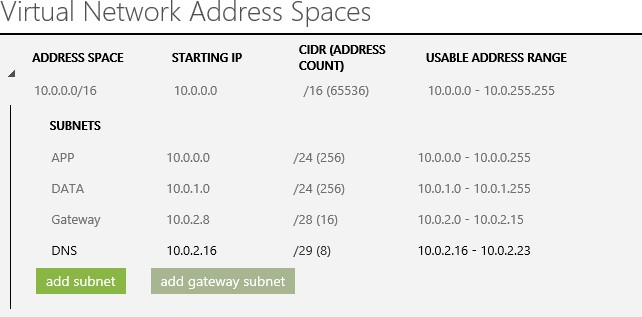 Virtual Network Address Spaces
ADDRESS SPACE STARTING IP CIDR (ADDRESS COUNT) USABLE ADDRESS RANGE
10.0.0.0/16 10.0.0.0 /16 (65536) 10.0.0.0 - 10.0.255.255
SUBNETS
APP 10.0.0.0 /24 (256) 10.0.0.0 - 10.0.0.255
DATA 10.0.1.0 /24 (256) 10.0.1.0 - 10.0.1.255
Gateway 10.0.2.8 /28 (16) 10.0.2.0 - 10.0.2.15
DNS 10.0.2.16 /29 (8) 10.0.2.16 - 10.0.2.23
add subnet add gateway subnet